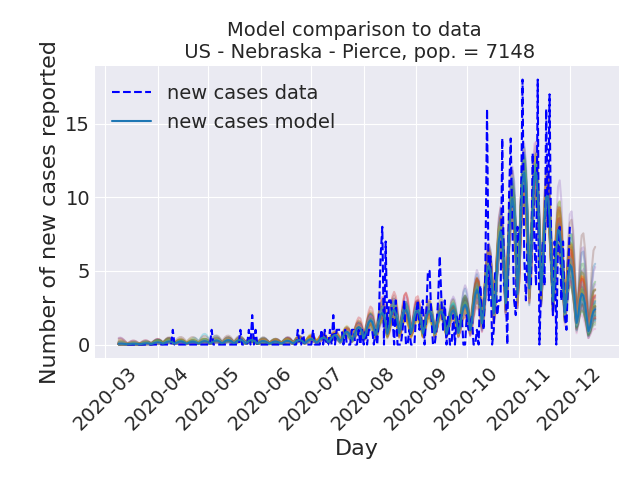 Model comparison to data
US - Nebraska - Pierce, pop. = 7148
new cases data
new cases model
Number of new cases reported
15
10
5
0
2020-03
2020-04
2020-05
2020-06
2020-07
2020-08
2020-09
2020-10
2020-11
2020-12
Day